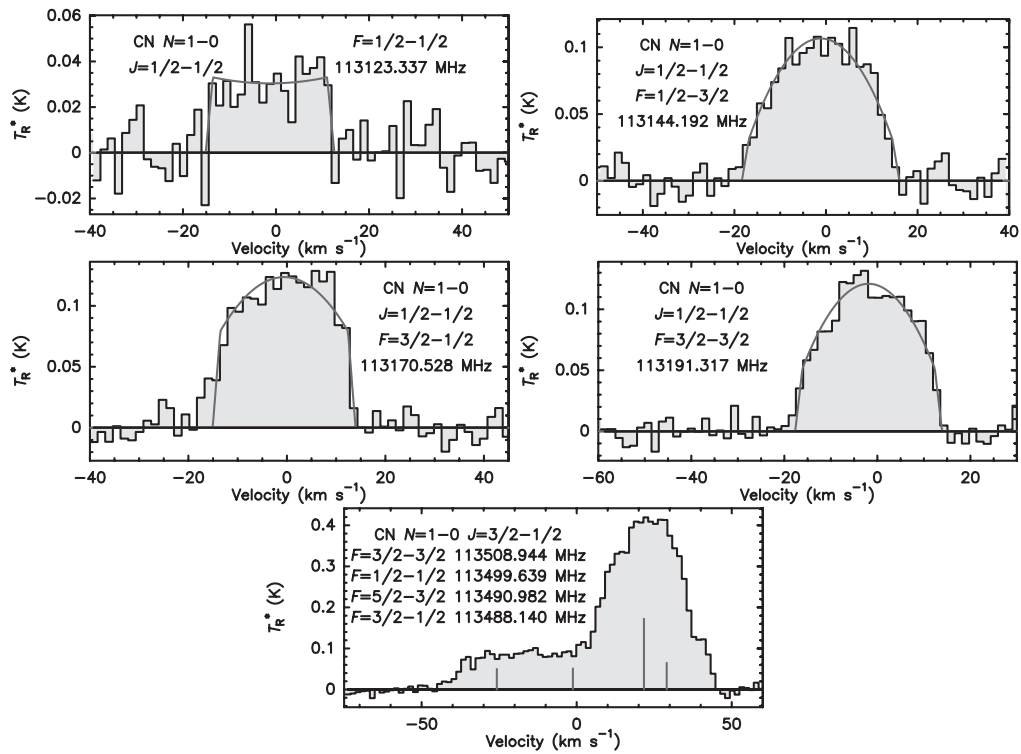 CN N=1−0 F=1/2−1/2
J=1/2−1/2 113123.337 MHz
T_R* (K)
0.06
0.04
0.02
0
−0.02
−40 −20 0 20 40
Velocity (km s⁻¹)
CN N=1−0
J=1/2−1/2
F=1/2−3/2
113144.192 MHz
T_R* (K)
0.1
0.05
0
−40 −20 0 20 40
Velocity (km s⁻¹)
CN N=1−0
J=1/2−1/2
F=3/2−1/2
113170.528 MHz
T_R* (K)
0.1
0.05
0
−40 −20 0 20 40
Velocity (km s⁻¹)
CN N=1−0
J=1/2−1/2
F=3/2−3/2
113191.317 MHz
T_R* (K)
0.1
0.05
0
−60 −40 −20 0 20
Velocity (km s⁻¹)
CN N=1−0 J=3/2−1/2
F=3/2−3/2 113508.944 MHz
F=1/2−1/2 113499.639 MHz
F=5/2−3/2 113490.982 MHz
F=3/2−1/2 113488.140 MHz
T_R* (K)
0.4
0.3
0.2
0.1
0
−50 0 50
Velocity (km s⁻¹)